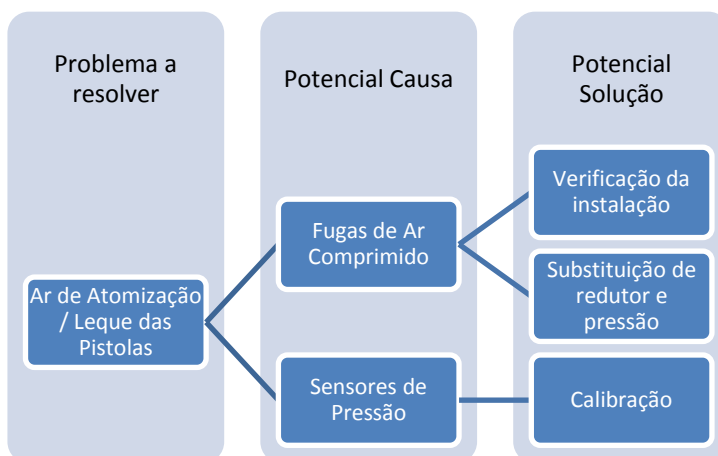 Problema a
resolver
Potencial Causa
Potencial
Solução
Ar de Atomização
/ Leque das
Pistolas
Fugas de Ar
Comprimido
Sensores de
Pressão
Verificação da
instalação
Substituição de
redutor e
pressão
Calibração